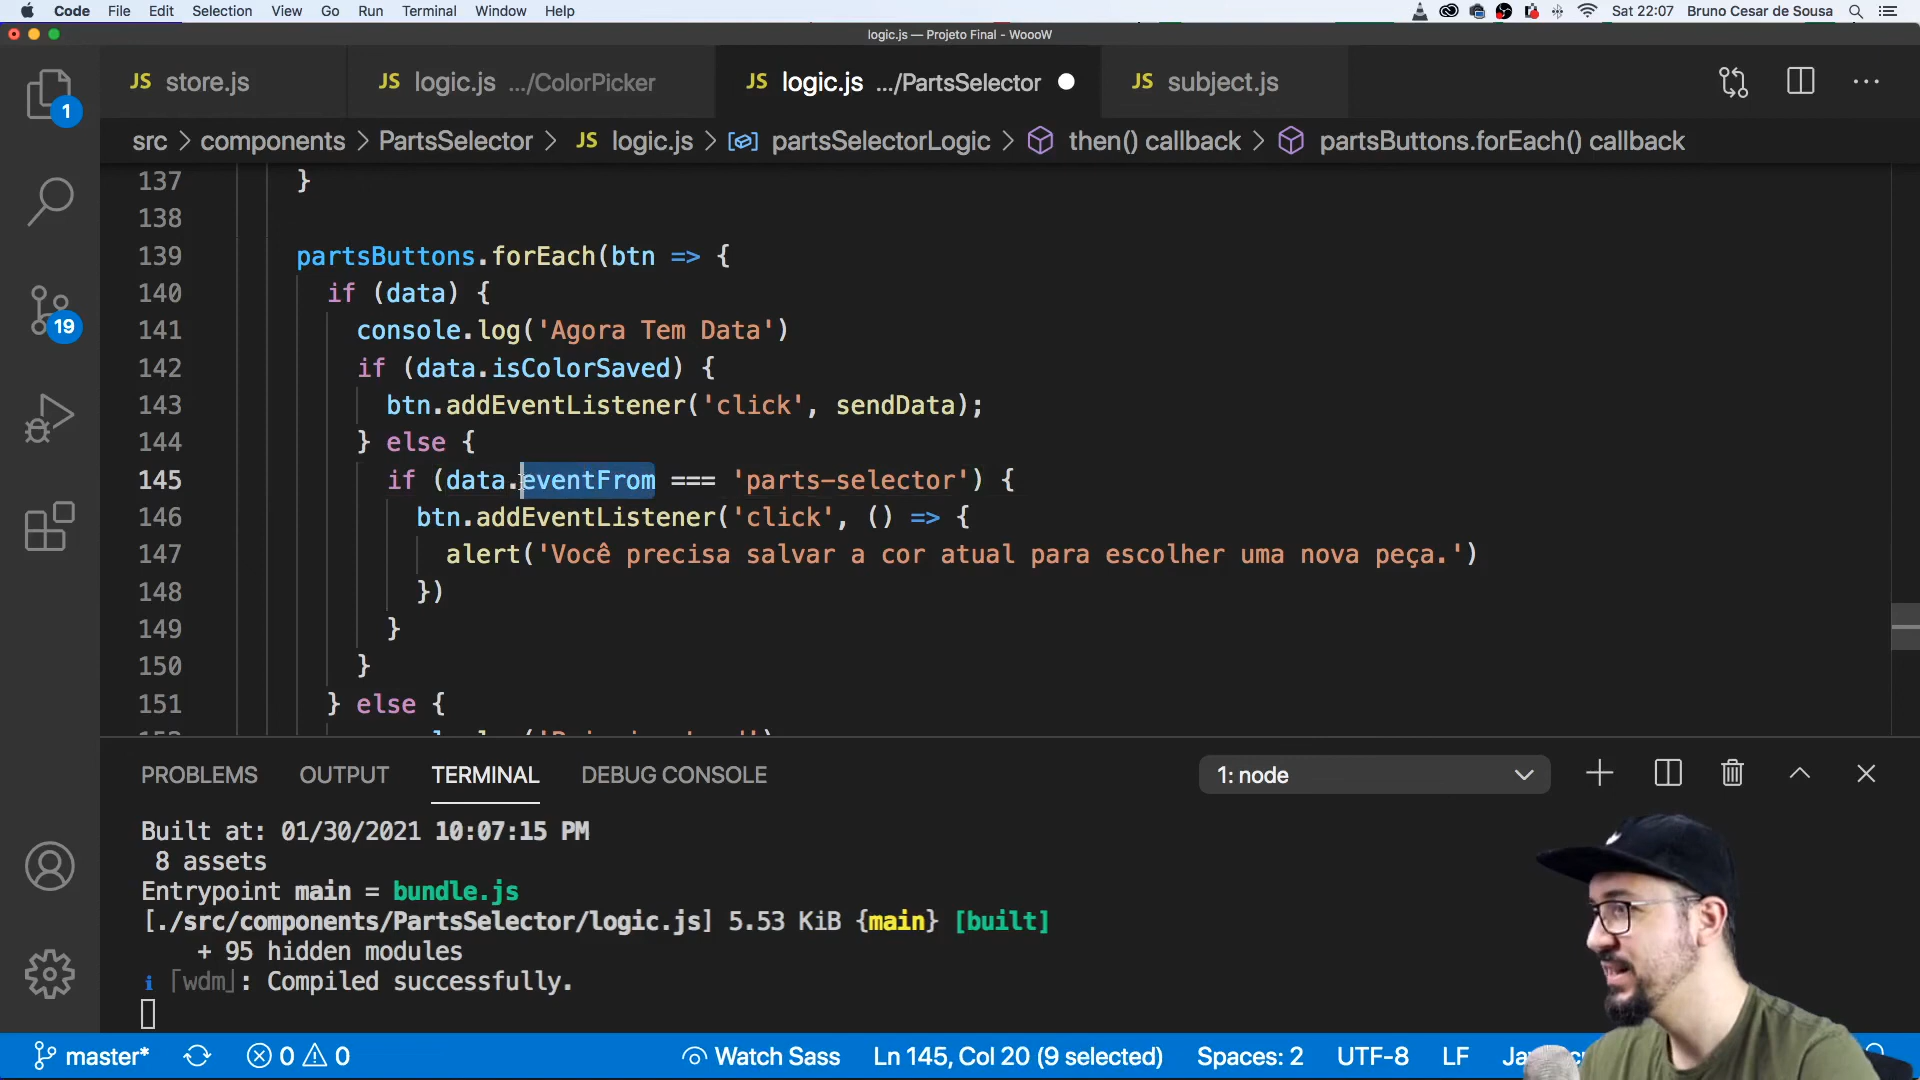 Code File Edit Selection View Go Run Terminal Window Help Sat 22:07 Bruno Cesar de Sousa
logic.js — Projeto Final - WoooW
JS store.js JS logic.js .../ColorPicker JS logic.js .../PartsSelector JS subject.js
src > components > PartsSelector > JS logic.js > partsSelectorLogic > then() callback > partsButtons.forEach() callback
137 }
138
139 partsButtons.forEach(btn => {
140 if (data) {
141 console.log('Agora Tem Data')
142 if (data.isColorSaved) {
143 btn.addEventListener('click', sendData);
144 } else {
145 if (data.eventFrom === 'parts-selector') {
146 btn.addEventListener('click', () => {
147 alert('Você precisa salvar a cor atual para escolher uma nova peça.')
148 })
149 }
150 }
151 } else {
1
19
PROBLEMS OUTPUT TERMINAL DEBUG CONSOLE 1: node
Built at: 01/30/2021 10:07:15 PM
8 assets
Entrypoint main = bundle.js
[./src/components/PartsSelector/logic.js] 5.53 KiB {main} [built]
+ 95 hidden modules
i ｢wdm｣: Compiled successfully.
master* 0 0 Watch Sass Ln 145, Col 20 (9 selected) Spaces: 2 UTF-8 LF